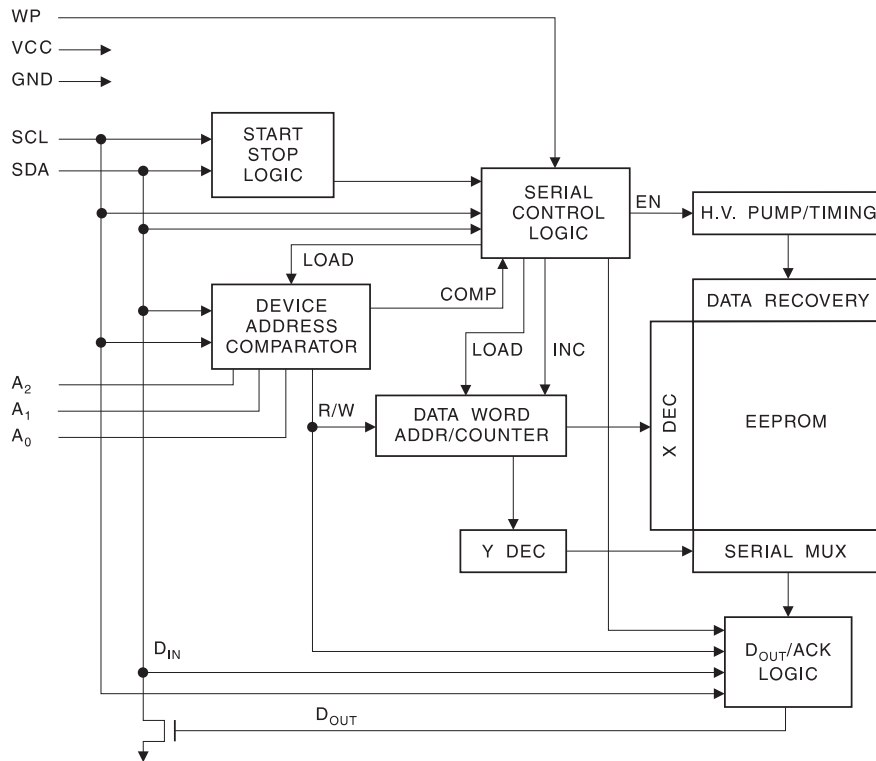 WP
VCC
GND
SCL
SDA
START
STOP
LOGIC
SERIAL
CONTROL
LOGIC
EN
H.V. PUMP/TIMING
LOAD
COMP
DATA RECOVERY
DEVICE
ADDRESS
COMPARATOR
LOAD
INC
A2
A1
A0
R/W
DATA WORD
ADDR/COUNTER
X DEC
EEPROM
Y DEC
SERIAL MUX
DIN
DOUT/ACK
LOGIC
DOUT